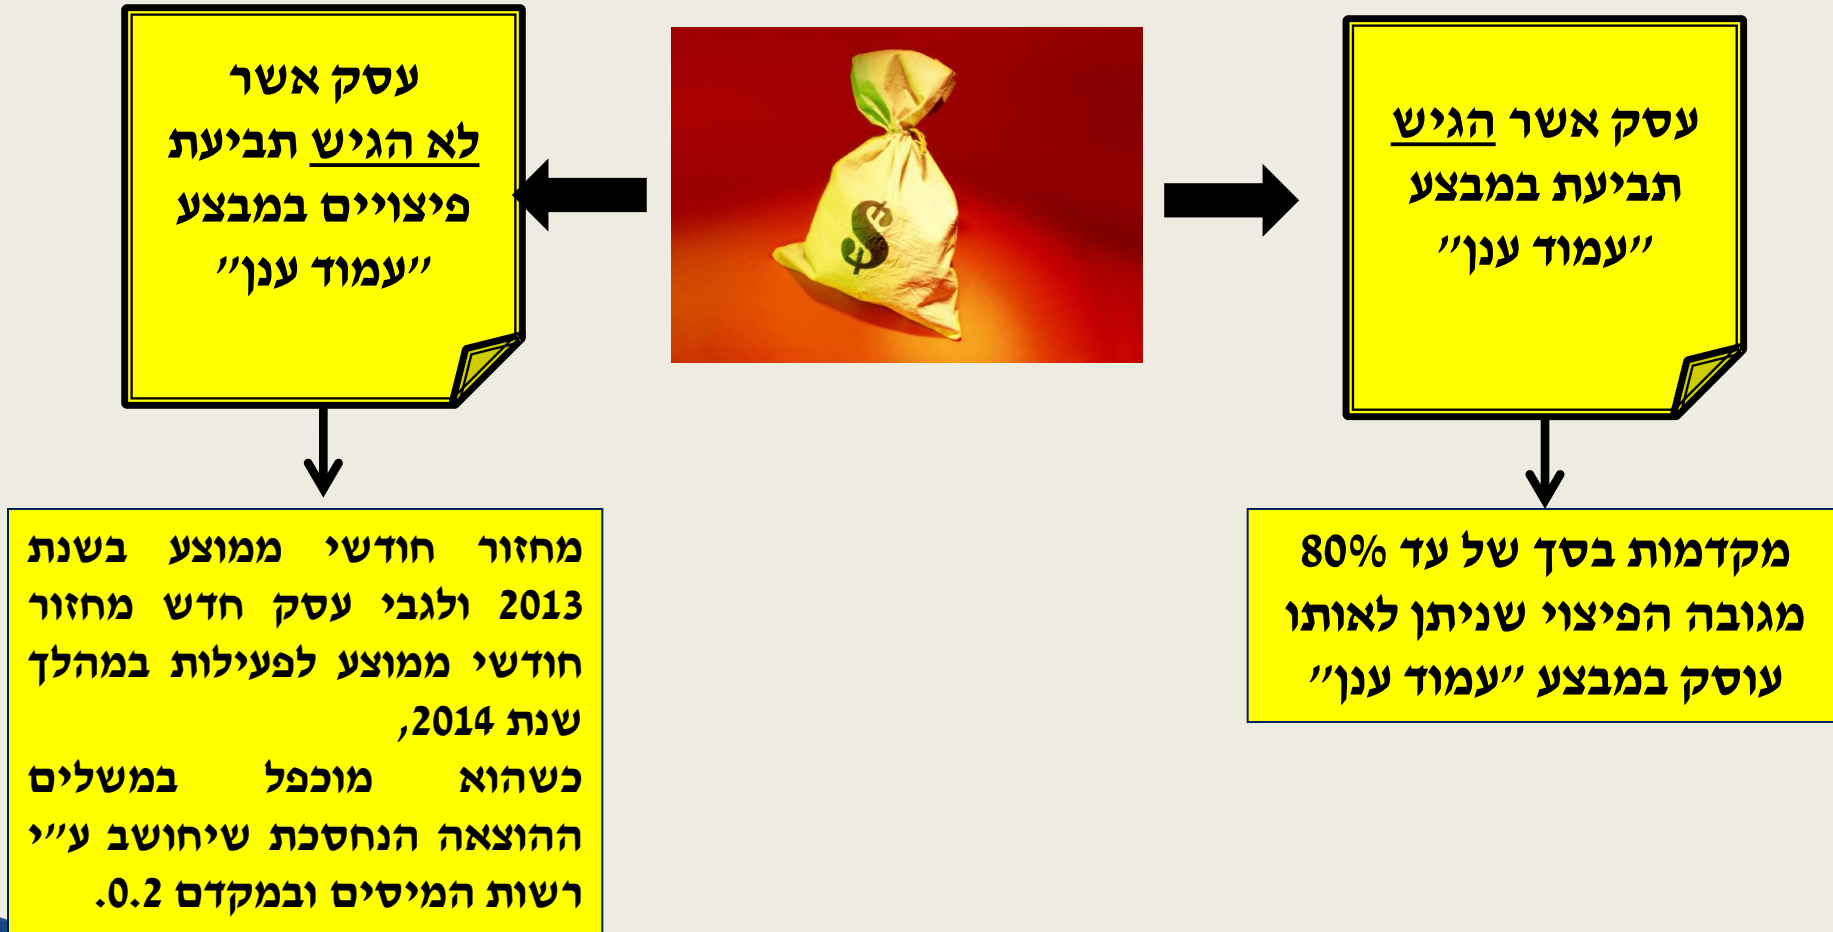 עסק אשר הגיש
תביעת במבצע
״עמוד ענן״
מקדמות בסך של עד 80%
מגובה הפיצוי שניתן לאותו
עוסק במבצע ״עמוד ענן״
עסק אשר
לא הגיש תביעת
פיצויים במבצע
״עמוד ענן״
מחזור חודשי ממוצע בשנת
2013 ולגבי עסק חדש מחזור
חודשי ממוצע לפעילות במהלך
שנת 2014,
כשהוא מוכפל במשלים
ההוצאה הנחסכת שיחושב ע״י
רשות המיסים ובמקדם 0.2.
$